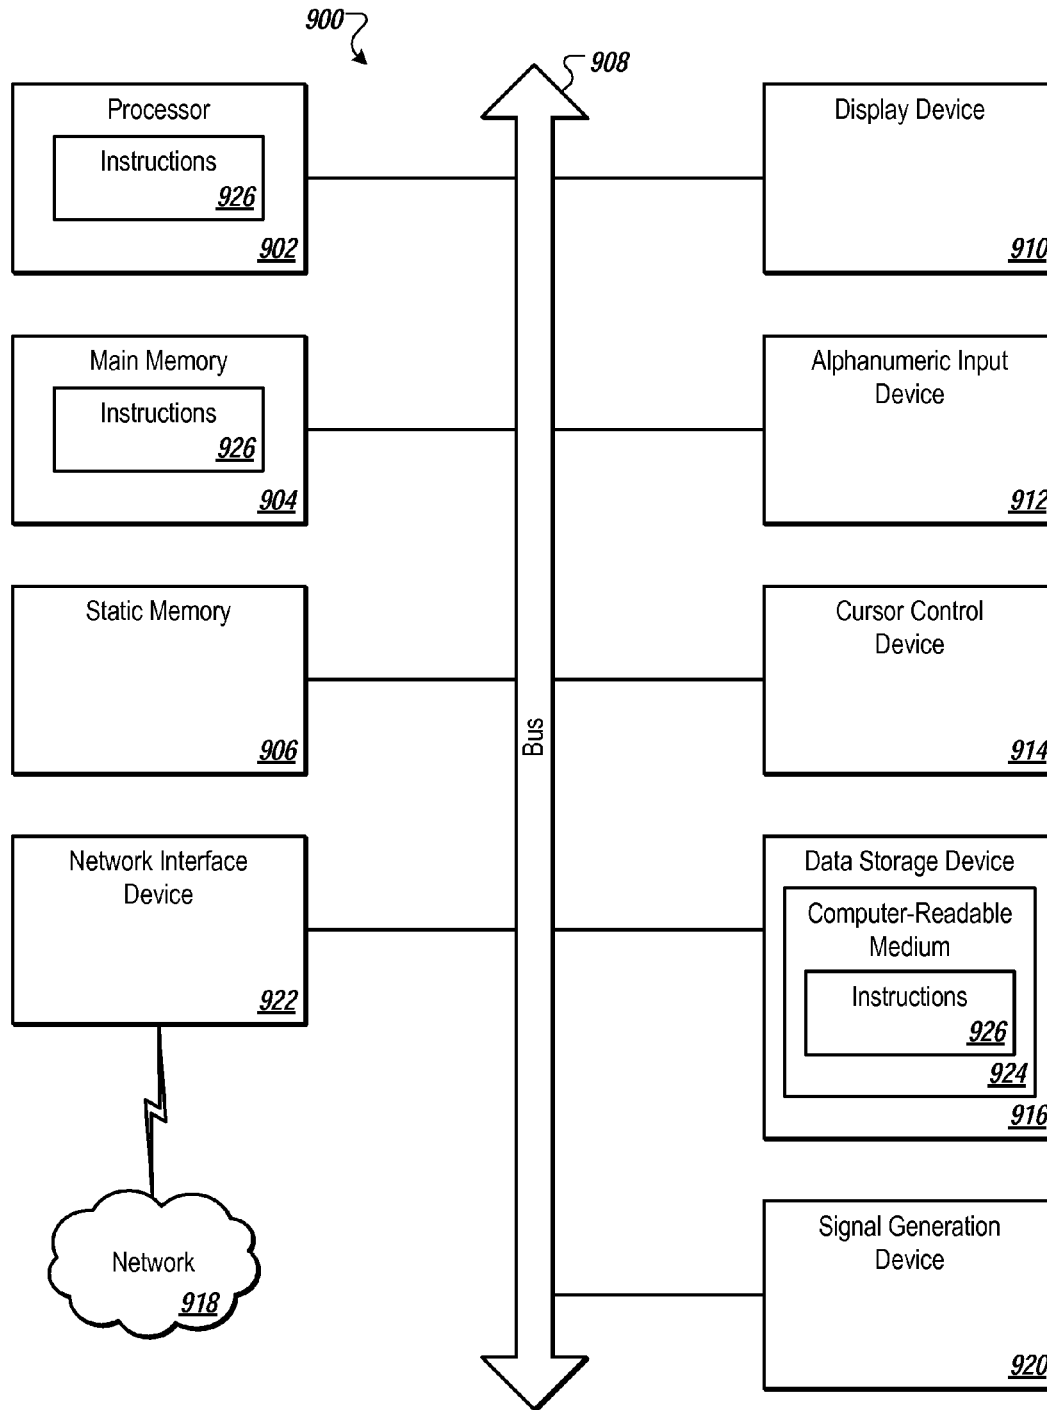 900
908
Processor
Instructions
926
902
Display Device
910
Main Memory
Instructions
926
904
Alphanumeric Input
Device
912
Static Memory
906
Bus
Cursor Control
Device
914
Network Interface
Device
922
Data Storage Device
Computer-Readable
Medium
Instructions
926
924
916
Network
918
Signal Generation
Device
920